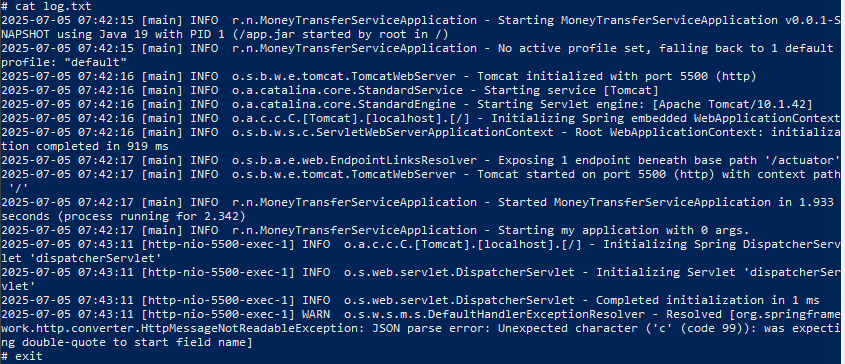 # cat log.txt
2025-07-05 07:42:15 [main] INFO  r.n.MoneyTransferServiceApplication - Starting MoneyTransferServiceApplication v0.0.1-S
NAPSHOT using Java 19 with PID 1 (/app.jar started by root in /)
2025-07-05 07:42:15 [main] INFO  r.n.MoneyTransferServiceApplication - No active profile set, falling back to 1 default
profile: "default"
2025-07-05 07:42:16 [main] INFO  o.s.b.w.e.tomcat.TomcatWebServer - Tomcat initialized with port 5500 (http)
2025-07-05 07:42:16 [main] INFO  o.a.catalina.core.StandardService - Starting service [Tomcat]
2025-07-05 07:42:16 [main] INFO  o.a.catalina.core.StandardEngine - Starting Servlet engine: [Apache Tomcat/10.1.42]
2025-07-05 07:42:16 [main] INFO  o.a.c.c.C.[Tomcat].[localhost].[/] - Initializing Spring embedded WebApplicationContext
2025-07-05 07:42:16 [main] INFO  o.s.b.w.s.c.ServletWebServerApplicationContext - Root WebApplicationContext: initializa
tion completed in 919 ms
2025-07-05 07:42:17 [main] INFO  o.s.b.a.e.web.EndpointLinksResolver - Exposing 1 endpoint beneath base path '/actuator'
2025-07-05 07:42:17 [main] INFO  o.s.b.w.e.tomcat.TomcatWebServer - Tomcat started on port 5500 (http) with context path
 '/'
2025-07-05 07:42:17 [main] INFO  r.n.MoneyTransferServiceApplication - Started MoneyTransferServiceApplication in 1.933
seconds (process running for 2.342)
2025-07-05 07:42:17 [main] INFO  r.n.MoneyTransferServiceApplication - Starting my application with 0 args.
2025-07-05 07:43:11 [http-nio-5500-exec-1] INFO  o.a.c.c.C.[Tomcat].[localhost].[/] - Initializing Spring DispatcherServ
let 'dispatcherServlet'
2025-07-05 07:43:11 [http-nio-5500-exec-1] INFO  o.s.web.servlet.DispatcherServlet - Initializing Servlet 'dispatcherSer
vlet'
2025-07-05 07:43:11 [http-nio-5500-exec-1] INFO  o.s.web.servlet.DispatcherServlet - Completed initialization in 1 ms
2025-07-05 07:43:11 [http-nio-5500-exec-1] WARN  o.s.w.s.m.s.DefaultHandlerExceptionResolver - Resolved [org.springframe
work.http.converter.HttpMessageNotReadableException: JSON parse error: Unexpected character ('c' (code 99)): was expecti
ng double-quote to start field name]
# exit